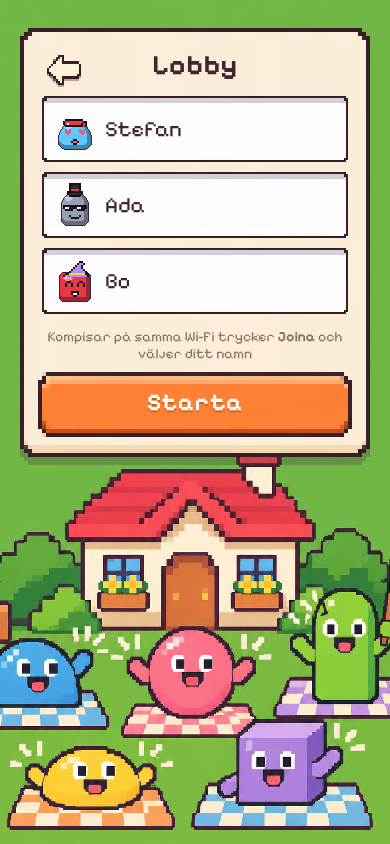 Lobby
Stefan
Ada
Bo
Kompisar på samma Wi-Fi trycker Joina och
väljer ditt namn
Starta